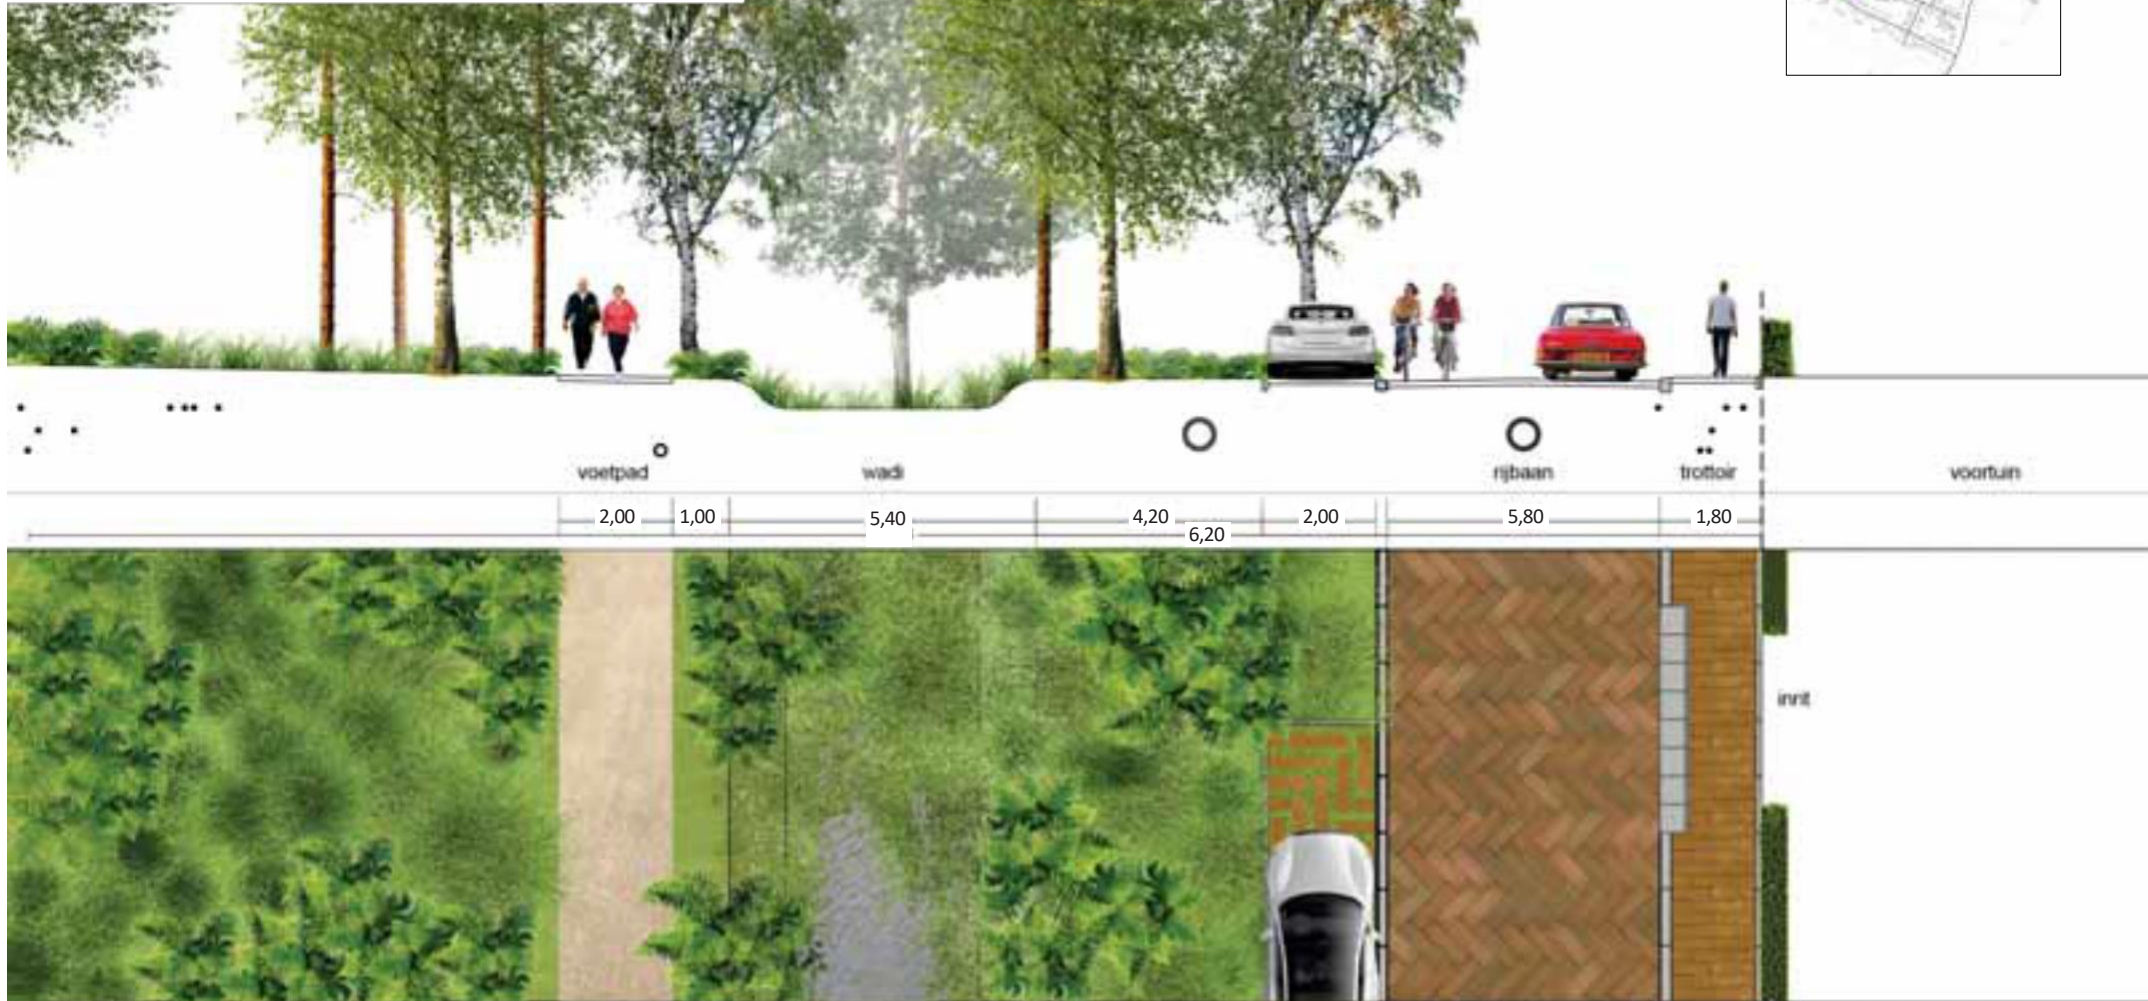 voetpad wadi rijbaan trottoir voortuin
2,00 1,00 5,40 4,20 2,00 5,80 1,80
6,20
inrit